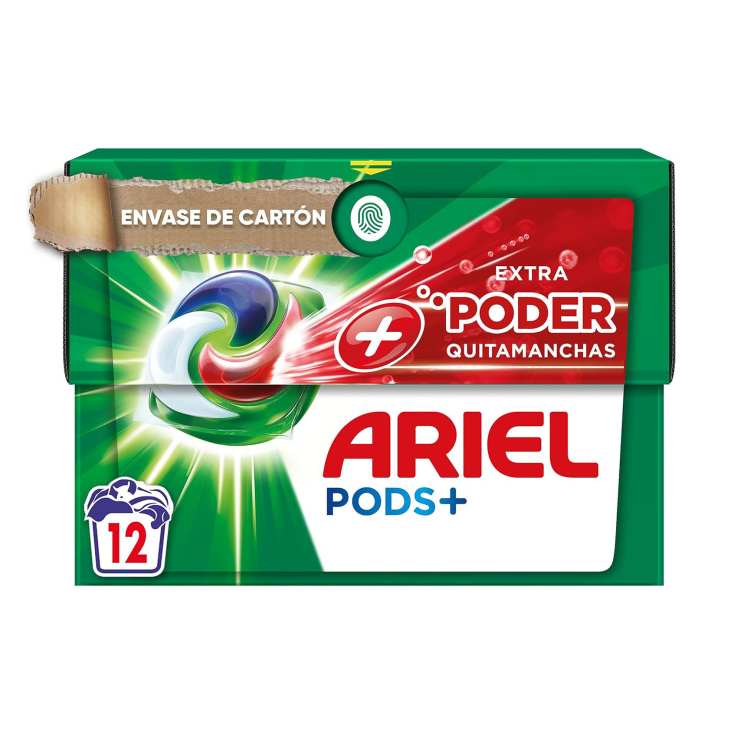 ENVASE DE CARTÓN
EXTRA
+ PODER
QUITAMANCHAS
ARIEL
PODS+
12